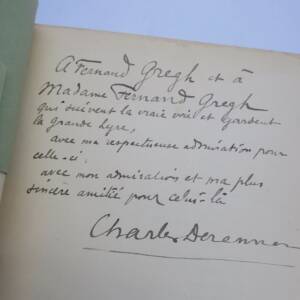 A Fernand Gregh et à
Madame Fernand Gregh
qui suivent la vraie voie et gardent
la Grande Lyre,
avec ma respectueuse admiration pour
celle-ci
avec mon admiration et ma plus
sincère amitié pour celui-là
Charles Derennes